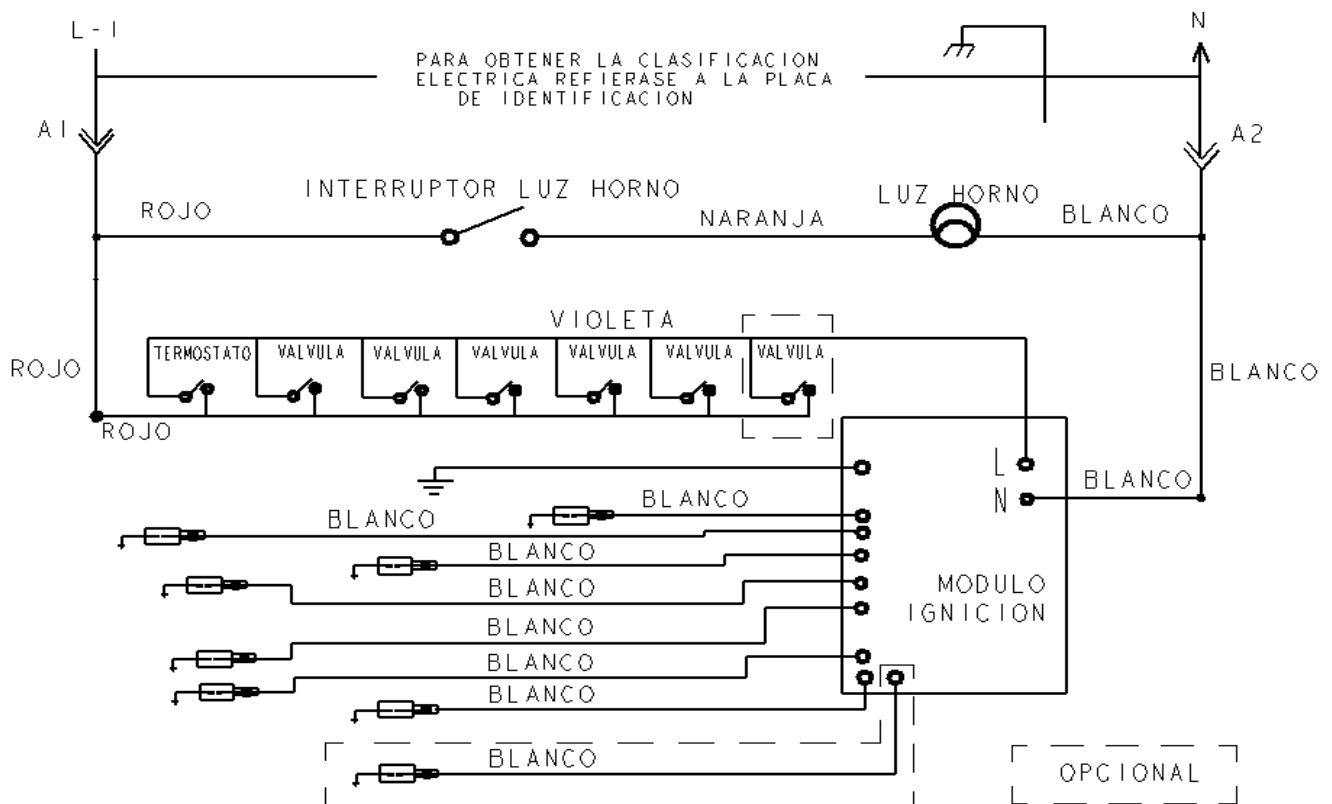 L-1
N
PARA OBTENER LA CLASIFICACION
ELECTRICA REFIERASE A LA PLACA
DE IDENTIFICACION
A1
A2
INTERRUPTOR LUZ HORNO
LUZ HORNO
ROJO
NARANJA
BLANCO
VIOLETA
TERMOSTATO
VALVULA
VALVULA
VALVULA
VALVULA
VALVULA
VALVULA
ROJO
BLANCO
ROJO
L
N
BLANCO
BLANCO
BLANCO
BLANCO
BLANCO
MODULO
IGNICION
BLANCO
BLANCO
BLANCO
BLANCO
OPCIONAL